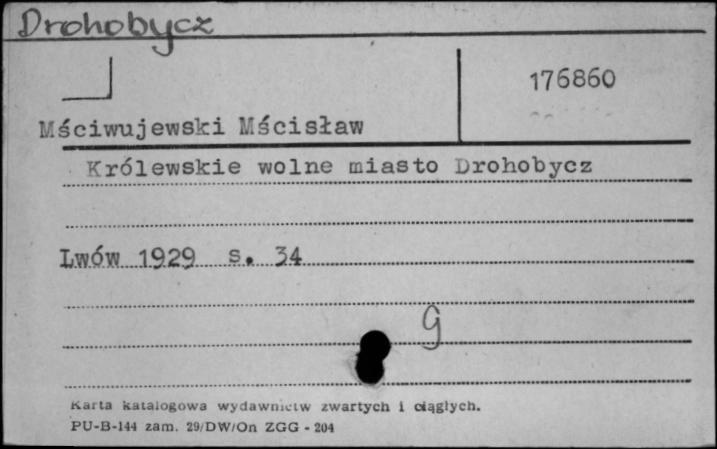 Drohobycz
176860
Mściwujewski Mścisław
Królewskie wolne miasto Drohobycz
Lwów 1929 s. 34
g
Karta katalogowa wydawnictw zwartych i ciągłych.
PU-B-144 zam. 29/DW/On ZGG - 204